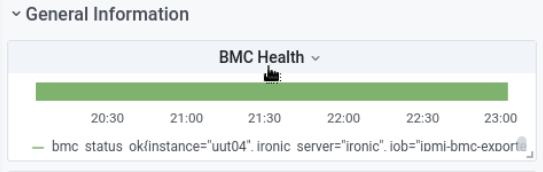 General Information
BMC Health
20:30 21:00 21:30 22:00 22:30 23:00
bmc_status_ok{instance="uut04", ironic_server="ironic", job="ipmi-bmc-exporte